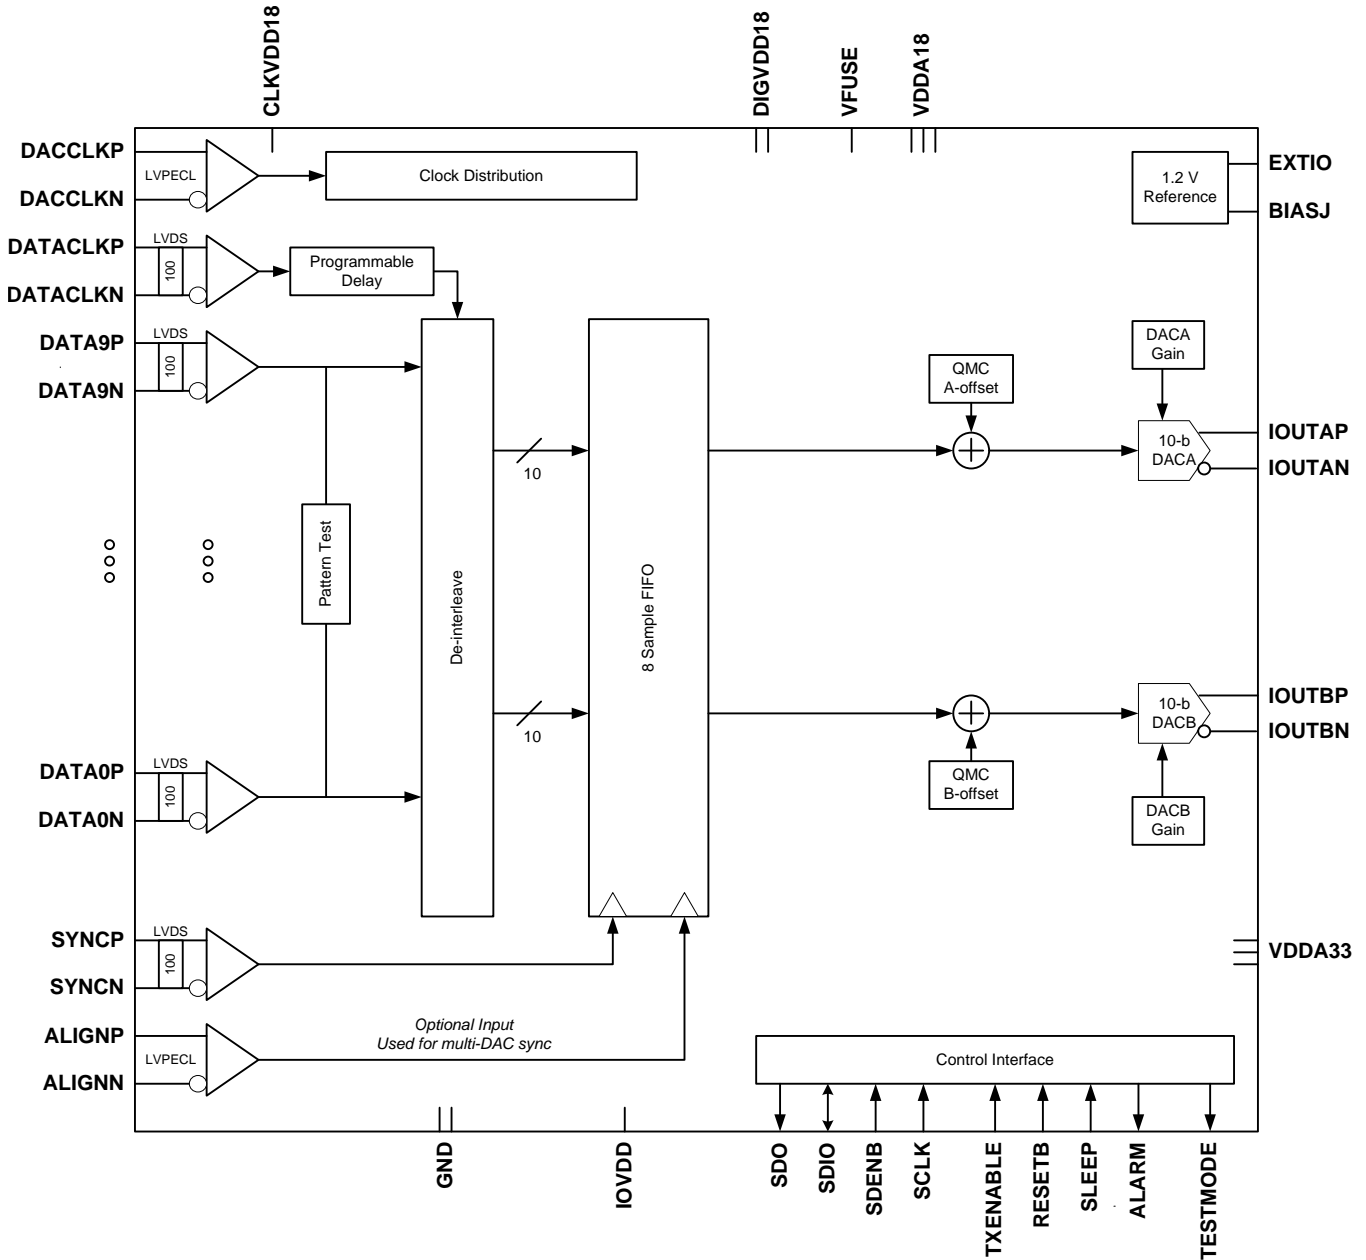 CLKVDD18
DIGVDD18
VFUSE
VDDA18
DACCLKP
LVPECL
DACCLKN
Clock Distribution
1.2 V
Reference
EXTIO
BIASJ
DATACLKP
LVDS
100
DATACLKN
Programmable
Delay
DATA9P
LVDS
100
DATA9N
DACA
Gain
QMC
A-offset
10
10-b
DACA
IOUTAP
IOUTAN
Pattern Test
De-interleave
8 Sample FIFO
10
10-b
DACB
IOUTBP
IOUTBN
QMC
B-offset
DACB
Gain
DATA0P
LVDS
100
DATA0N
SYNCP
LVDS
100
SYNCN
VDDA33
ALIGNP
LVPECL
ALIGNN
Optional Input
Used for multi-DAC sync
Control Interface
GND
IOVDD
SDO
SDIO
SDENB
SCLK
TXENABLE
RESETB
SLEEP
ALARM
TESTMODE